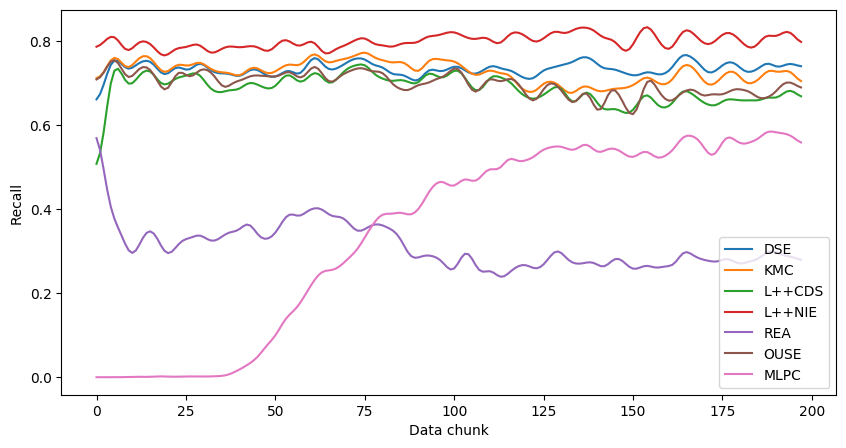 0.8
0.6
0.4
0.2
0.0
Recall
0
25
50
75
100
125
150
175
200
Data chunk
DSE
KMC
L++CDS
L++NIE
REA
OUSE
MLPC